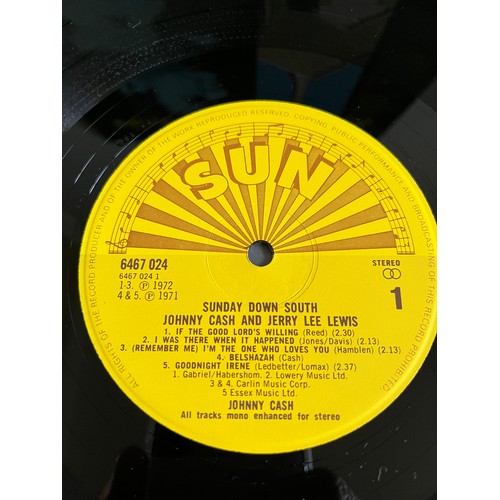 ALL RIGHTS OF THE RECORD PRODUCER AND OF THE OWNER OF THE WORK REPRODUCED RESERVED. COPYING, PUBLIC PERFORMANCE AND BROADCASTING OF THIS RECORD PROHIBITED
SUN
6467 024
6467 024 1
1-3. ℗ 1972
4 & 5. ℗ 1971
STEREO
1
SUNDAY DOWN SOUTH
JOHNNY CASH AND JERRY LEE LEWIS
1. IF THE GOOD LORD'S WILLING (Reed) (2.30)
2. I WAS THERE WHEN IT HAPPENED (Jones/Davis) (2.13)
3. (REMEMBER ME) I'M THE ONE WHO LOVES YOU (Hamblen) (2.13)
4. BELSHAZAH (Cash)
5. GOODNIGHT IRENE (Ledbetter/Lomax) (2.37)
1. Gabriel/Habershom. 2. Lowery Music Ltd.
3 & 4. Carlin Music Corp.
5 Essex Music Ltd.
JOHNNY CASH
All tracks mono enhanced for stereo